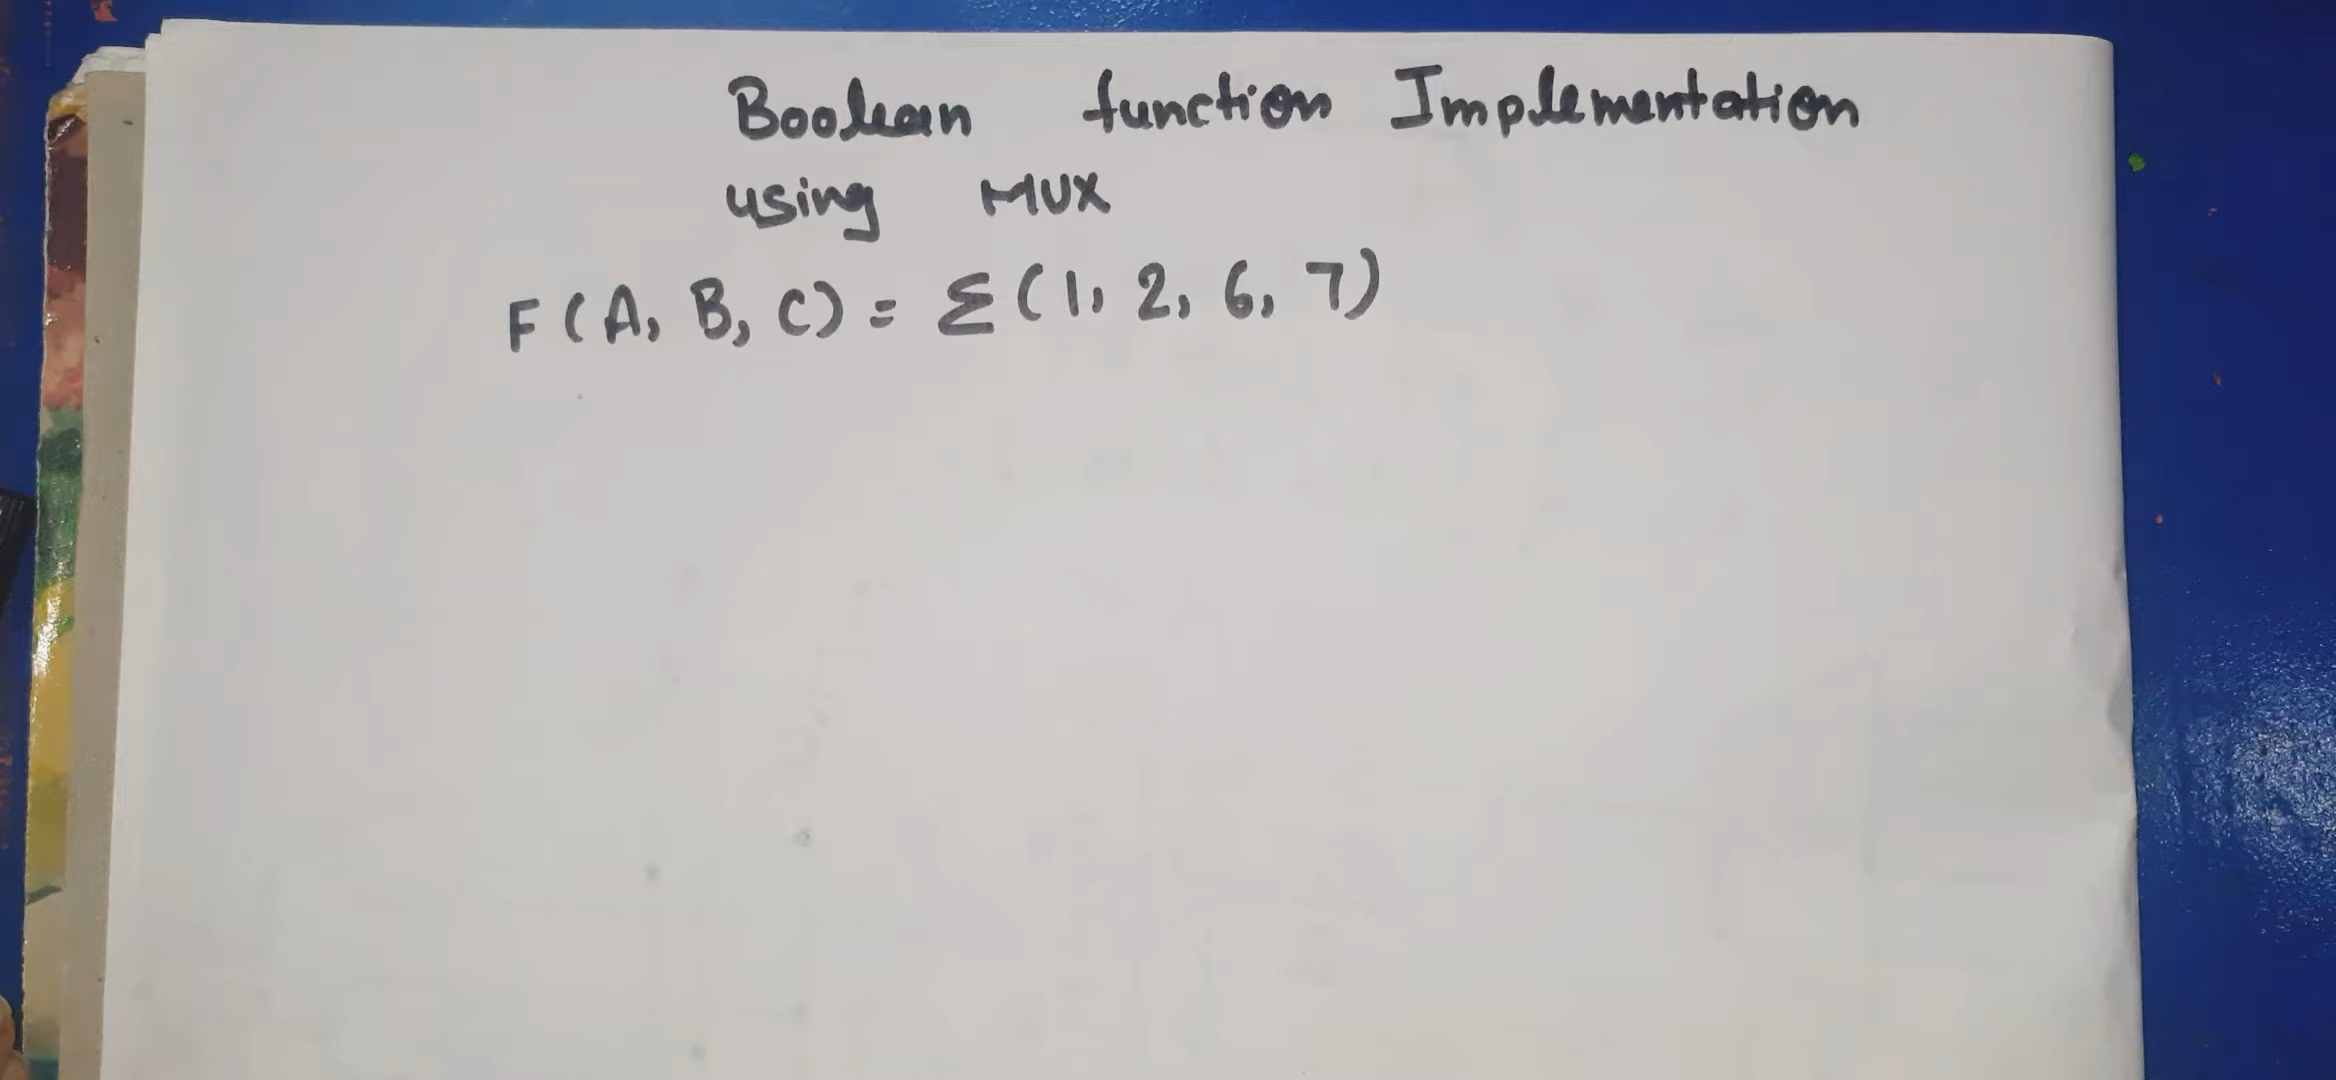 Boolean function Implementation
using MUX
F(A, B, C) = Σ(1, 2, 6, 7)